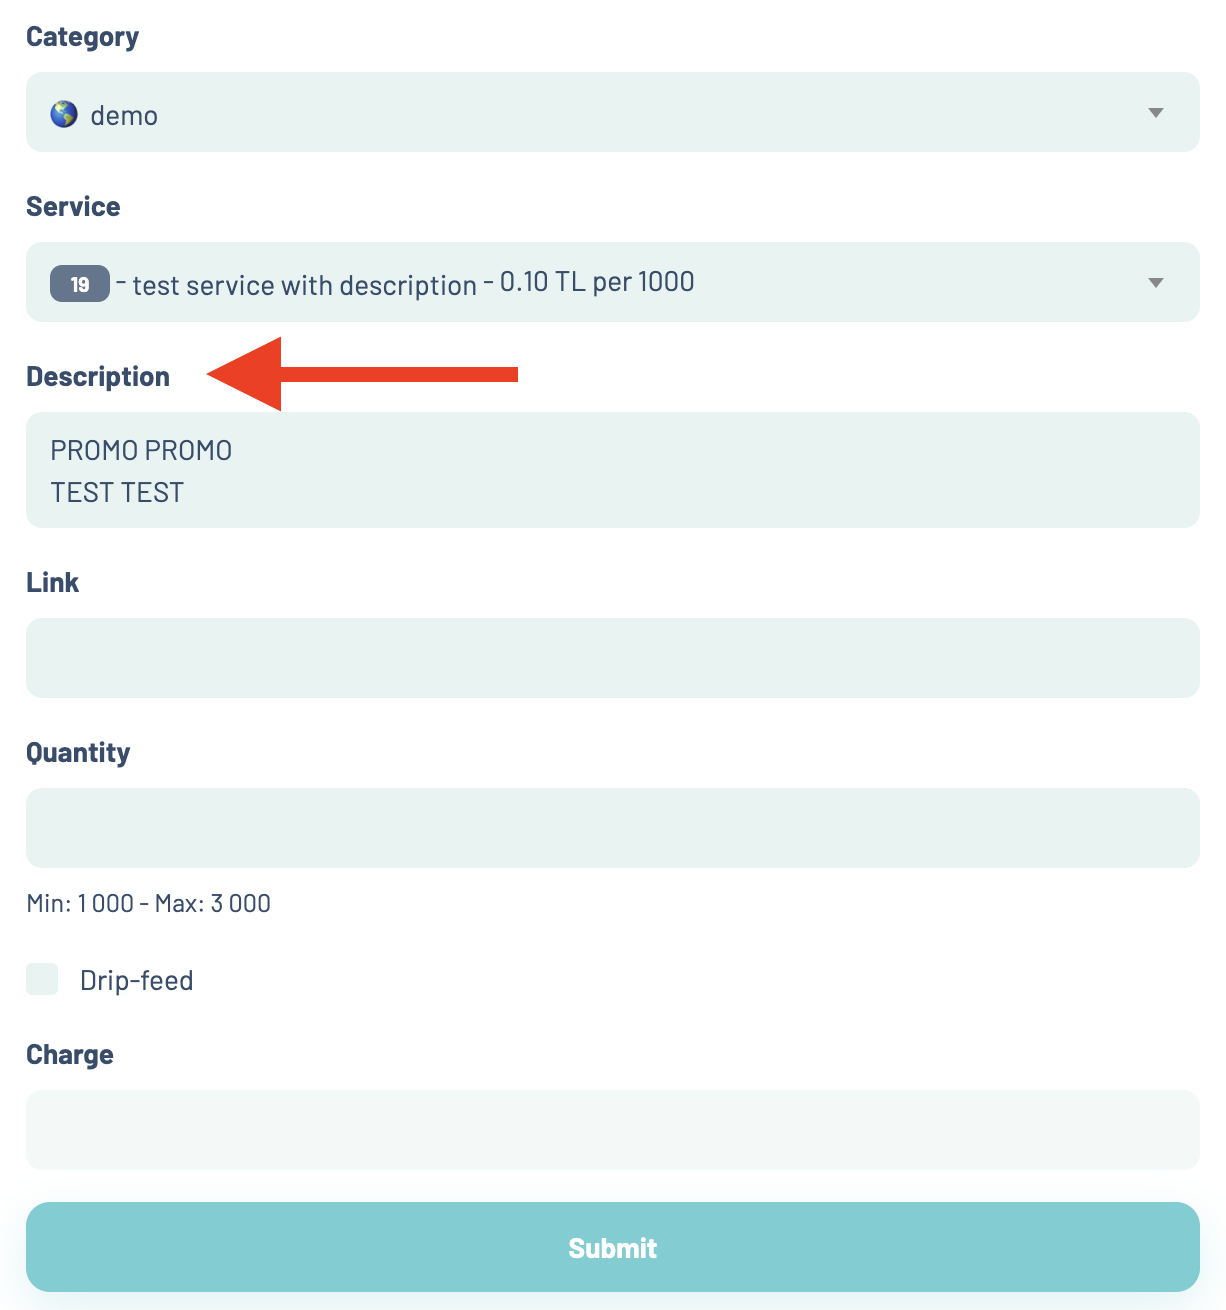 Category
demo
Service
19 - test service with description - 0.10 TL per 1000
Description
PROMO PROMO
TEST TEST
Link
Quantity
Min: 1 000 - Max: 3 000
Drip-feed
Charge
Submit